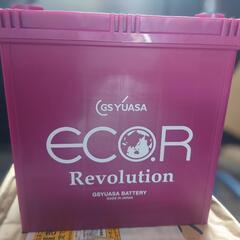 GS YUASA
ECO.R
Revolution
GSYUASA BATTERY
MADE IN JAPAN